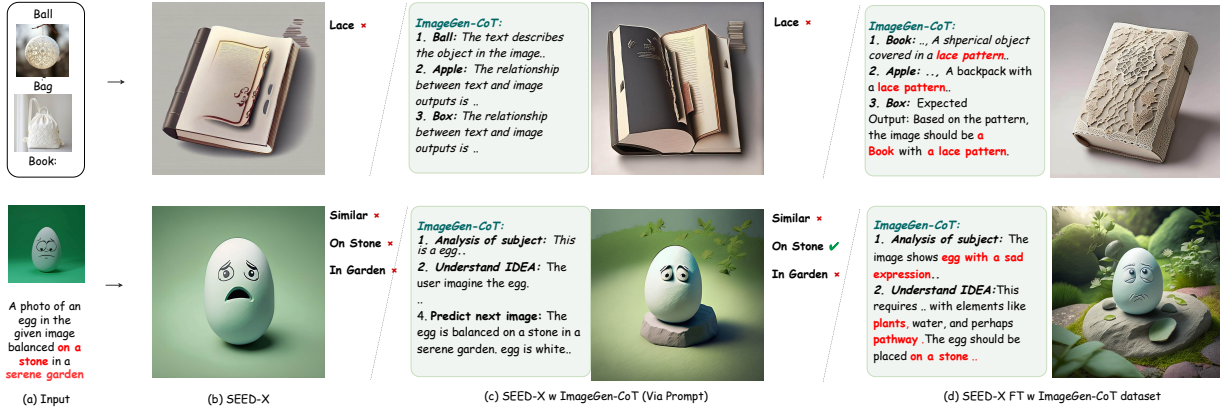 Ball
Bag
Book:
Lace ×
ImageGen-CoT:
1. Ball: The text describes
the object in the image..
2. Apple: The relationship
between text and image
outputs is ..
3. Box: The relationship
between text and image
outputs is ..
Lace ×
ImageGen-CoT:
1. Book: .., A shperical object
covered in a lace pattern..
2. Apple: .., A backpack with
a lace pattern..
3. Box: Expected
Output: Based on the pattern,
the image should be a
Book with a lace pattern.
A photo of an
egg in the
given image
balanced on a
stone in a
serene garden
Similar ×
On Stone ×
In Garden ×
ImageGen-CoT:
1. Analysis of subject: This
is a egg..
2. Understand IDEA: The
user imagine the egg.
..
4. Predict next image: The
egg is balanced on a stone in a
serene garden. egg is white..
Similar ×
On Stone ✔
In Garden ×
ImageGen-CoT:
1. Analysis of subject: The
image shows egg with a sad
expression..
2. Understand IDEA:This
requires .. with elements like
plants, water, and perhaps
pathway .The egg should be
placed on a stone ..
(a) Input
(b) SEED-X
(c) SEED-X w ImageGen-CoT (Via Prompt)
(d) SEED-X FT w ImageGen-CoT dataset